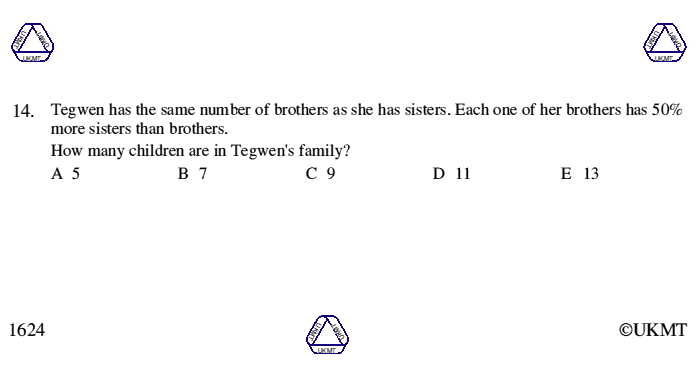 UKMT UKMT UKMT
UKMT UKMT UKMT
14. Tegwen has the same number of brothers as she has sisters. Each one of her brothers has 50%
more sisters than brothers.
How many children are in Tegwen's family?
A 5 B 7 C 9 D 11 E 13
1624
UKMT UKMT UKMT
©UKMT